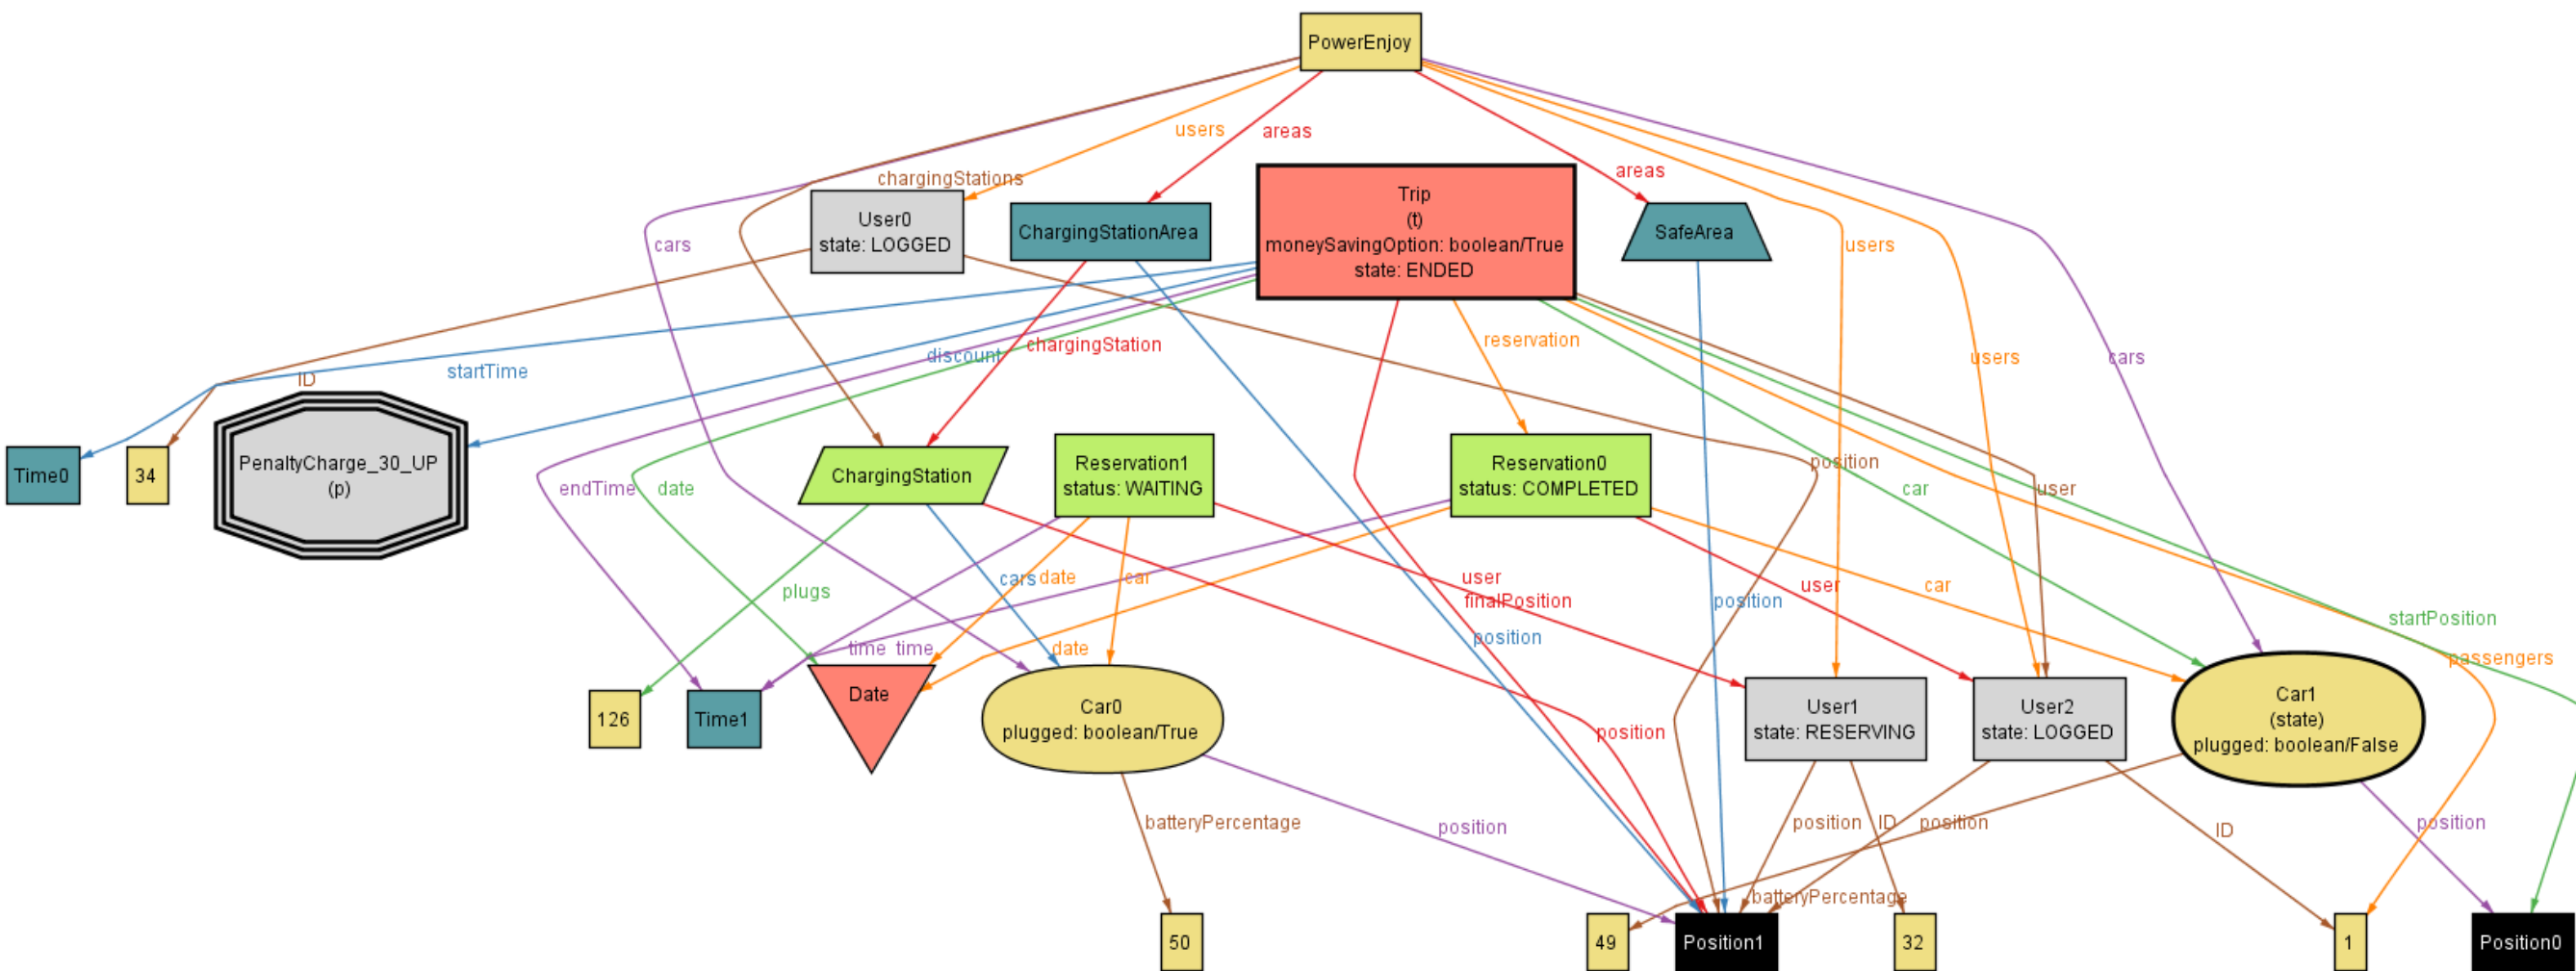 PowerEnjoy
users
areas
areas
chargingStations
Trip
(t)
moneySavingOption: boolean/True
state: ENDED
User0
state: LOGGED
ChargingStationArea
SafeArea
cars
users
reservation
chargingStation
discount
startTime
ID
users
cars
Time0
34
PenaltyCharge_30_UP
(p)
endTime
date
ChargingStation
Reservation1
status: WAITING
Reservation0
status: COMPLETED
position
car
user
plugs
cars
date
car
user
finalPosition
user
car
position
position
startPosition
passengers
time
time
date
126
Time1
Date
Car0
plugged: boolean/True
position
User1
state: RESERVING
User2
state: LOGGED
Car1
(state)
plugged: boolean/False
batteryPercentage
position
position
ID
position
ID
position
batteryPercentage
50
49
Position1
32
1
Position0